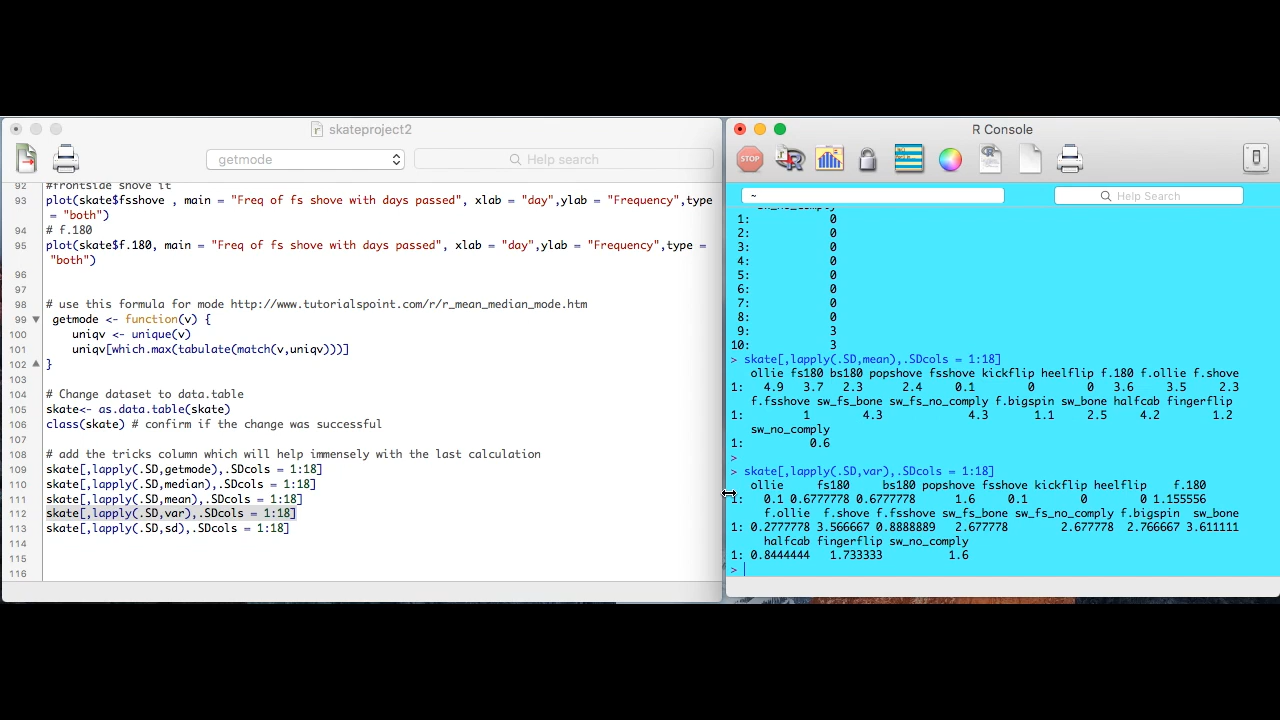 skateproject2
getmode
Help search
92 #frontside shove it
93 plot(skate$fsshove , main = "Freq of fs shove with days passed", xlab = "day",ylab = "Frequency",type
= "both")
94 # f.180
95 plot(skate$f.180, main = "Freq of fs shove with days passed", xlab = "day",ylab = "Frequency",type =
"both")
96
97
98 # use this formula for mode http://www.tutorialspoint.com/r/r_mean_median_mode.htm
99 getmode <- function(v) {
100 uniqv <- unique(v)
101 uniqv[which.max(tabulate(match(v,uniqv)))]
102 }
103
104 # Change dataset to data.table
105 skate<- as.data.table(skate)
106 class(skate) # confirm if the change was successful
107
108 # add the tricks column which will help immensely with the last calculation
109 skate[,lapply(.SD,getmode),.SDcols = 1:18]
110 skate[,lapply(.SD,median),.SDcols = 1:18]
111 skate[,lapply(.SD,mean),.SDcols = 1:18]
112 skate[,lapply(.SD,var),.SDcols = 1:18]
113 skate[,lapply(.SD,sd),.SDcols = 1:18]
114
115
116
R Console
STOP
R
~
Help Search
sw_no_comply
1: 0
2: 0
3: 0
4: 0
5: 0
6: 0
7: 0
8: 0
9: 3
10: 3
> skate[,lapply(.SD,mean),.SDcols = 1:18]
ollie fs180 bs180 popshove fsshove kickflip heelflip f.180 f.ollie f.shove
1: 4.9 3.7 2.3 2.4 0.1 0 0 3.6 3.5 2.3
f.fsshove sw_fs_bone sw_fs_no_comply f.bigspin sw_bone halfcab fingerflip
1: 1 4.3 4.3 1.1 2.5 4.2 1.2
sw_no_comply
1: 0.6
>
> skate[,lapply(.SD,var),.SDcols = 1:18]
ollie fs180 bs180 popshove fsshove kickflip heelflip f.180
1: 0.1 0.6777778 0.6777778 1.6 0.1 0 0 1.155556
f.ollie f.shove f.fsshove sw_fs_bone sw_fs_no_comply f.bigspin sw_bone
1: 0.2777778 3.566667 0.8888889 2.677778 2.677778 2.766667 3.611111
halfcab fingerflip sw_no_comply
1: 0.8444444 1.733333 1.6
>